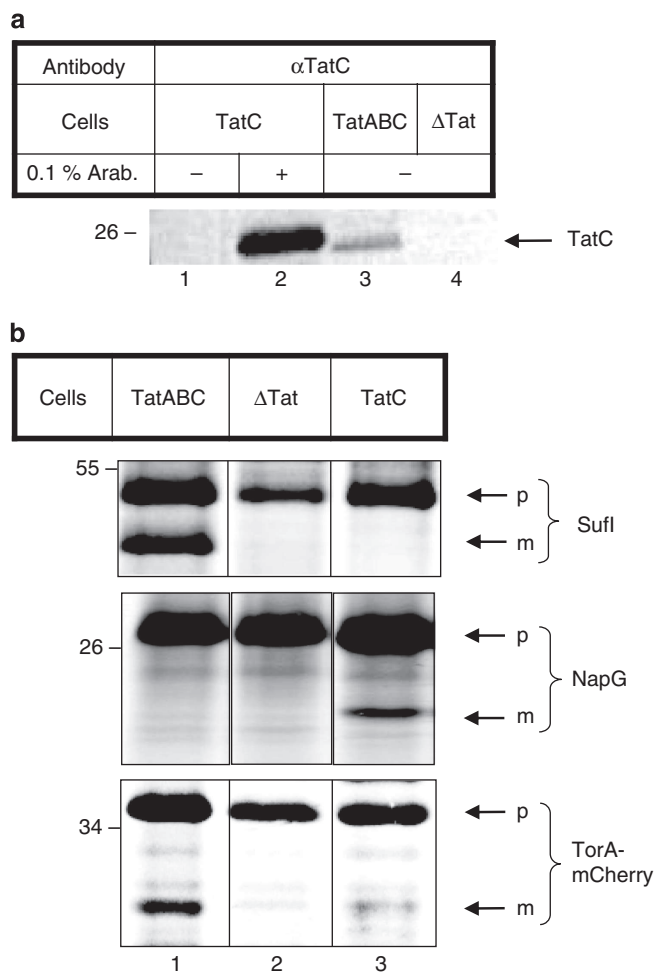 a
Antibody αTatC
Cells TatC TatABC ΔTat
0.1 % Arab. – + –
26 – TatC
1 2 3 4
b
Cells TatABC ΔTat TatC
55 –
p
SufI
m
p
26 –
NapG
m
p
34 –
TorA-
mCherry
m
1 2 3